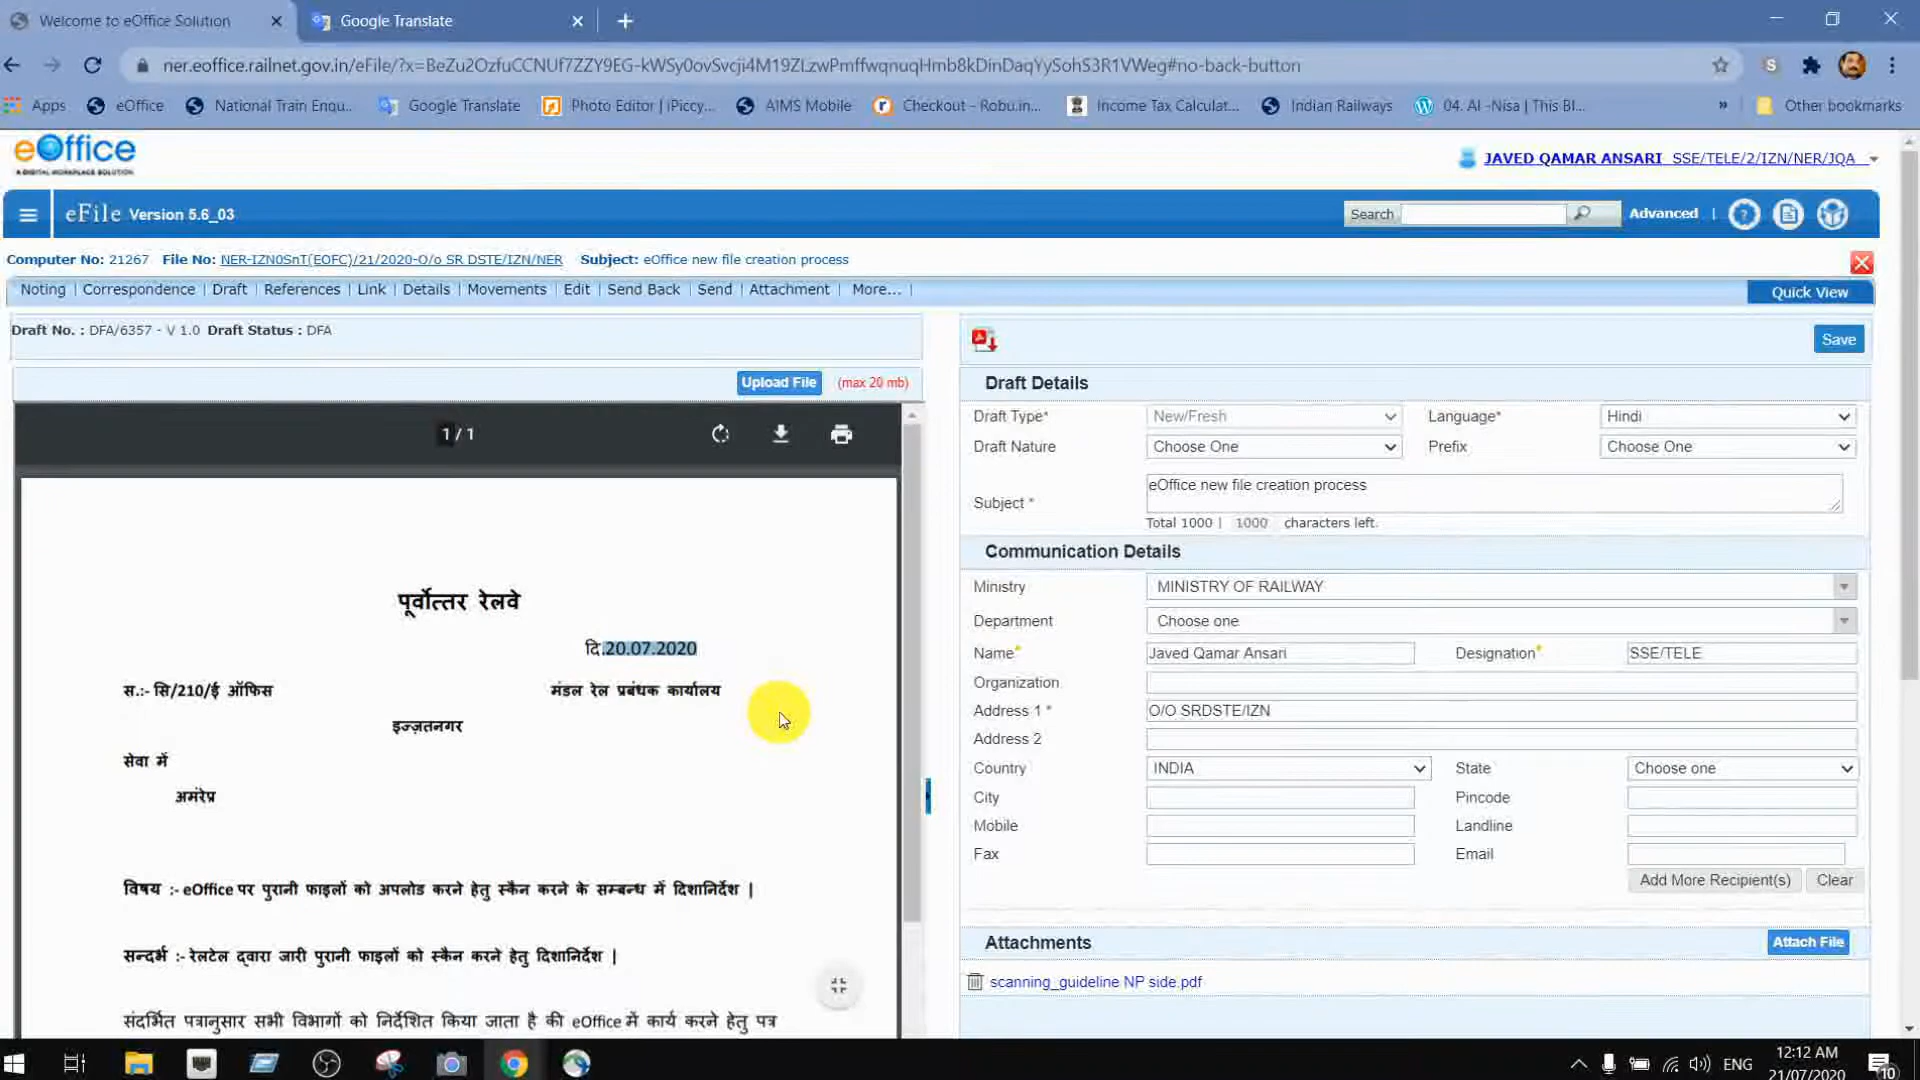 Welcome to eOffice Solution
Google Translate
ner.eoffice.railnet.gov.in/eFile/?x=BeZu2OzfuCCNUf7ZZY9EG-kWSy0ovSvcji4M19ZLzwPmffwqnuqHmb8kDinDaqYySohS3R1VWeg#no-back-button
Apps eOffice National Train Enqu... Google Translate Photo Editor | iPiccy... AIMS Mobile Checkout - Robu.in... Income Tax Calculat... Indian Railways 04. Al -Nisa | This Bl... » Other bookmarks
eOffice
A DIGITAL WORKPLACE SOLUTION
JAVED QAMAR ANSARI SSE/TELE/2/IZN/NER/JQA
eFile Version 5.6_03
Search Advanced
Computer No: 21267 File No: NER-IZN0SnT(EOFC)/21/2020-O/o SR DSTE/IZN/NER Subject: eOffice new file creation process
Noting | Correspondence | Draft | References | Link | Details | Movements | Edit | Send Back | Send | Attachment | More... |
Quick View
Draft No. : DFA/6357 - V 1.0 Draft Status : DFA
Save
Upload File (max 20 mb)
1 / 1
पूर्वोत्तर रेलवे
दि.20.07.2020
स.:- सि/210/ई ऑफिस मंडल रेल प्रबंधक कार्यालय
इज्ज़तनगर
सेवा में
अमंरेप्र
विषय :- eOffice पर पुरानी फाइलों को अपलोड करने हेतु स्कैन करने के सम्बन्ध में दिशानिर्देश |
सन्दर्भ :- रेलटेल द्वारा जारी पुरानी फाइलों को स्कैन करने हेतु दिशानिर्देश |
संदर्भित पत्रानुसार सभी विभागों को निर्देशित किया जाता है की eOffice में कार्य करने हेतु पत्र
Draft Details
Draft Type* New/Fresh Language* Hindi
Draft Nature Choose One Prefix Choose One
Subject * eOffice new file creation process
Total 1000 | 1000 characters left.
Communication Details
Ministry MINISTRY OF RAILWAY
Department Choose one
Name* Javed Qamar Ansari Designation* SSE/TELE
Organization
Address 1 * O/O SRDSTE/IZN
Address 2
Country INDIA State Choose one
City Pincode
Mobile Landline
Fax Email
Add More Recipient(s) Clear
Attachments Attach File
scanning_guideline NP side.pdf
ENG
12:12 AM
21/07/2020
10